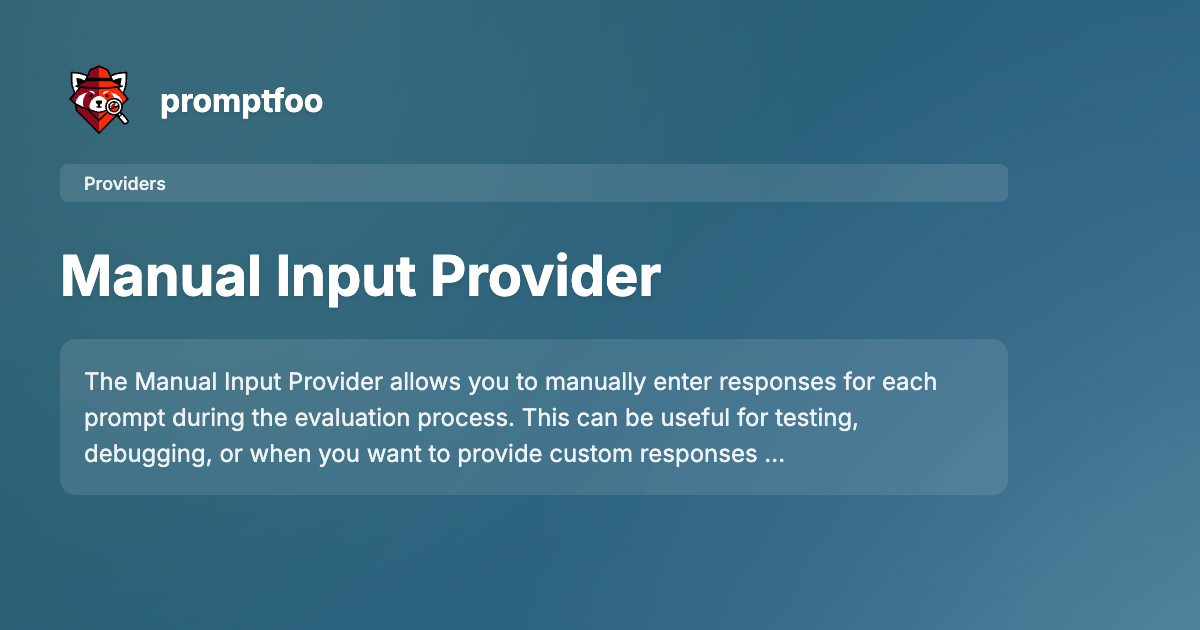 promptfoo
Providers
Manual Input Provider
The Manual Input Provider allows you to manually enter responses for each
prompt during the evaluation process. This can be useful for testing,
debugging, or when you want to provide custom responses ...